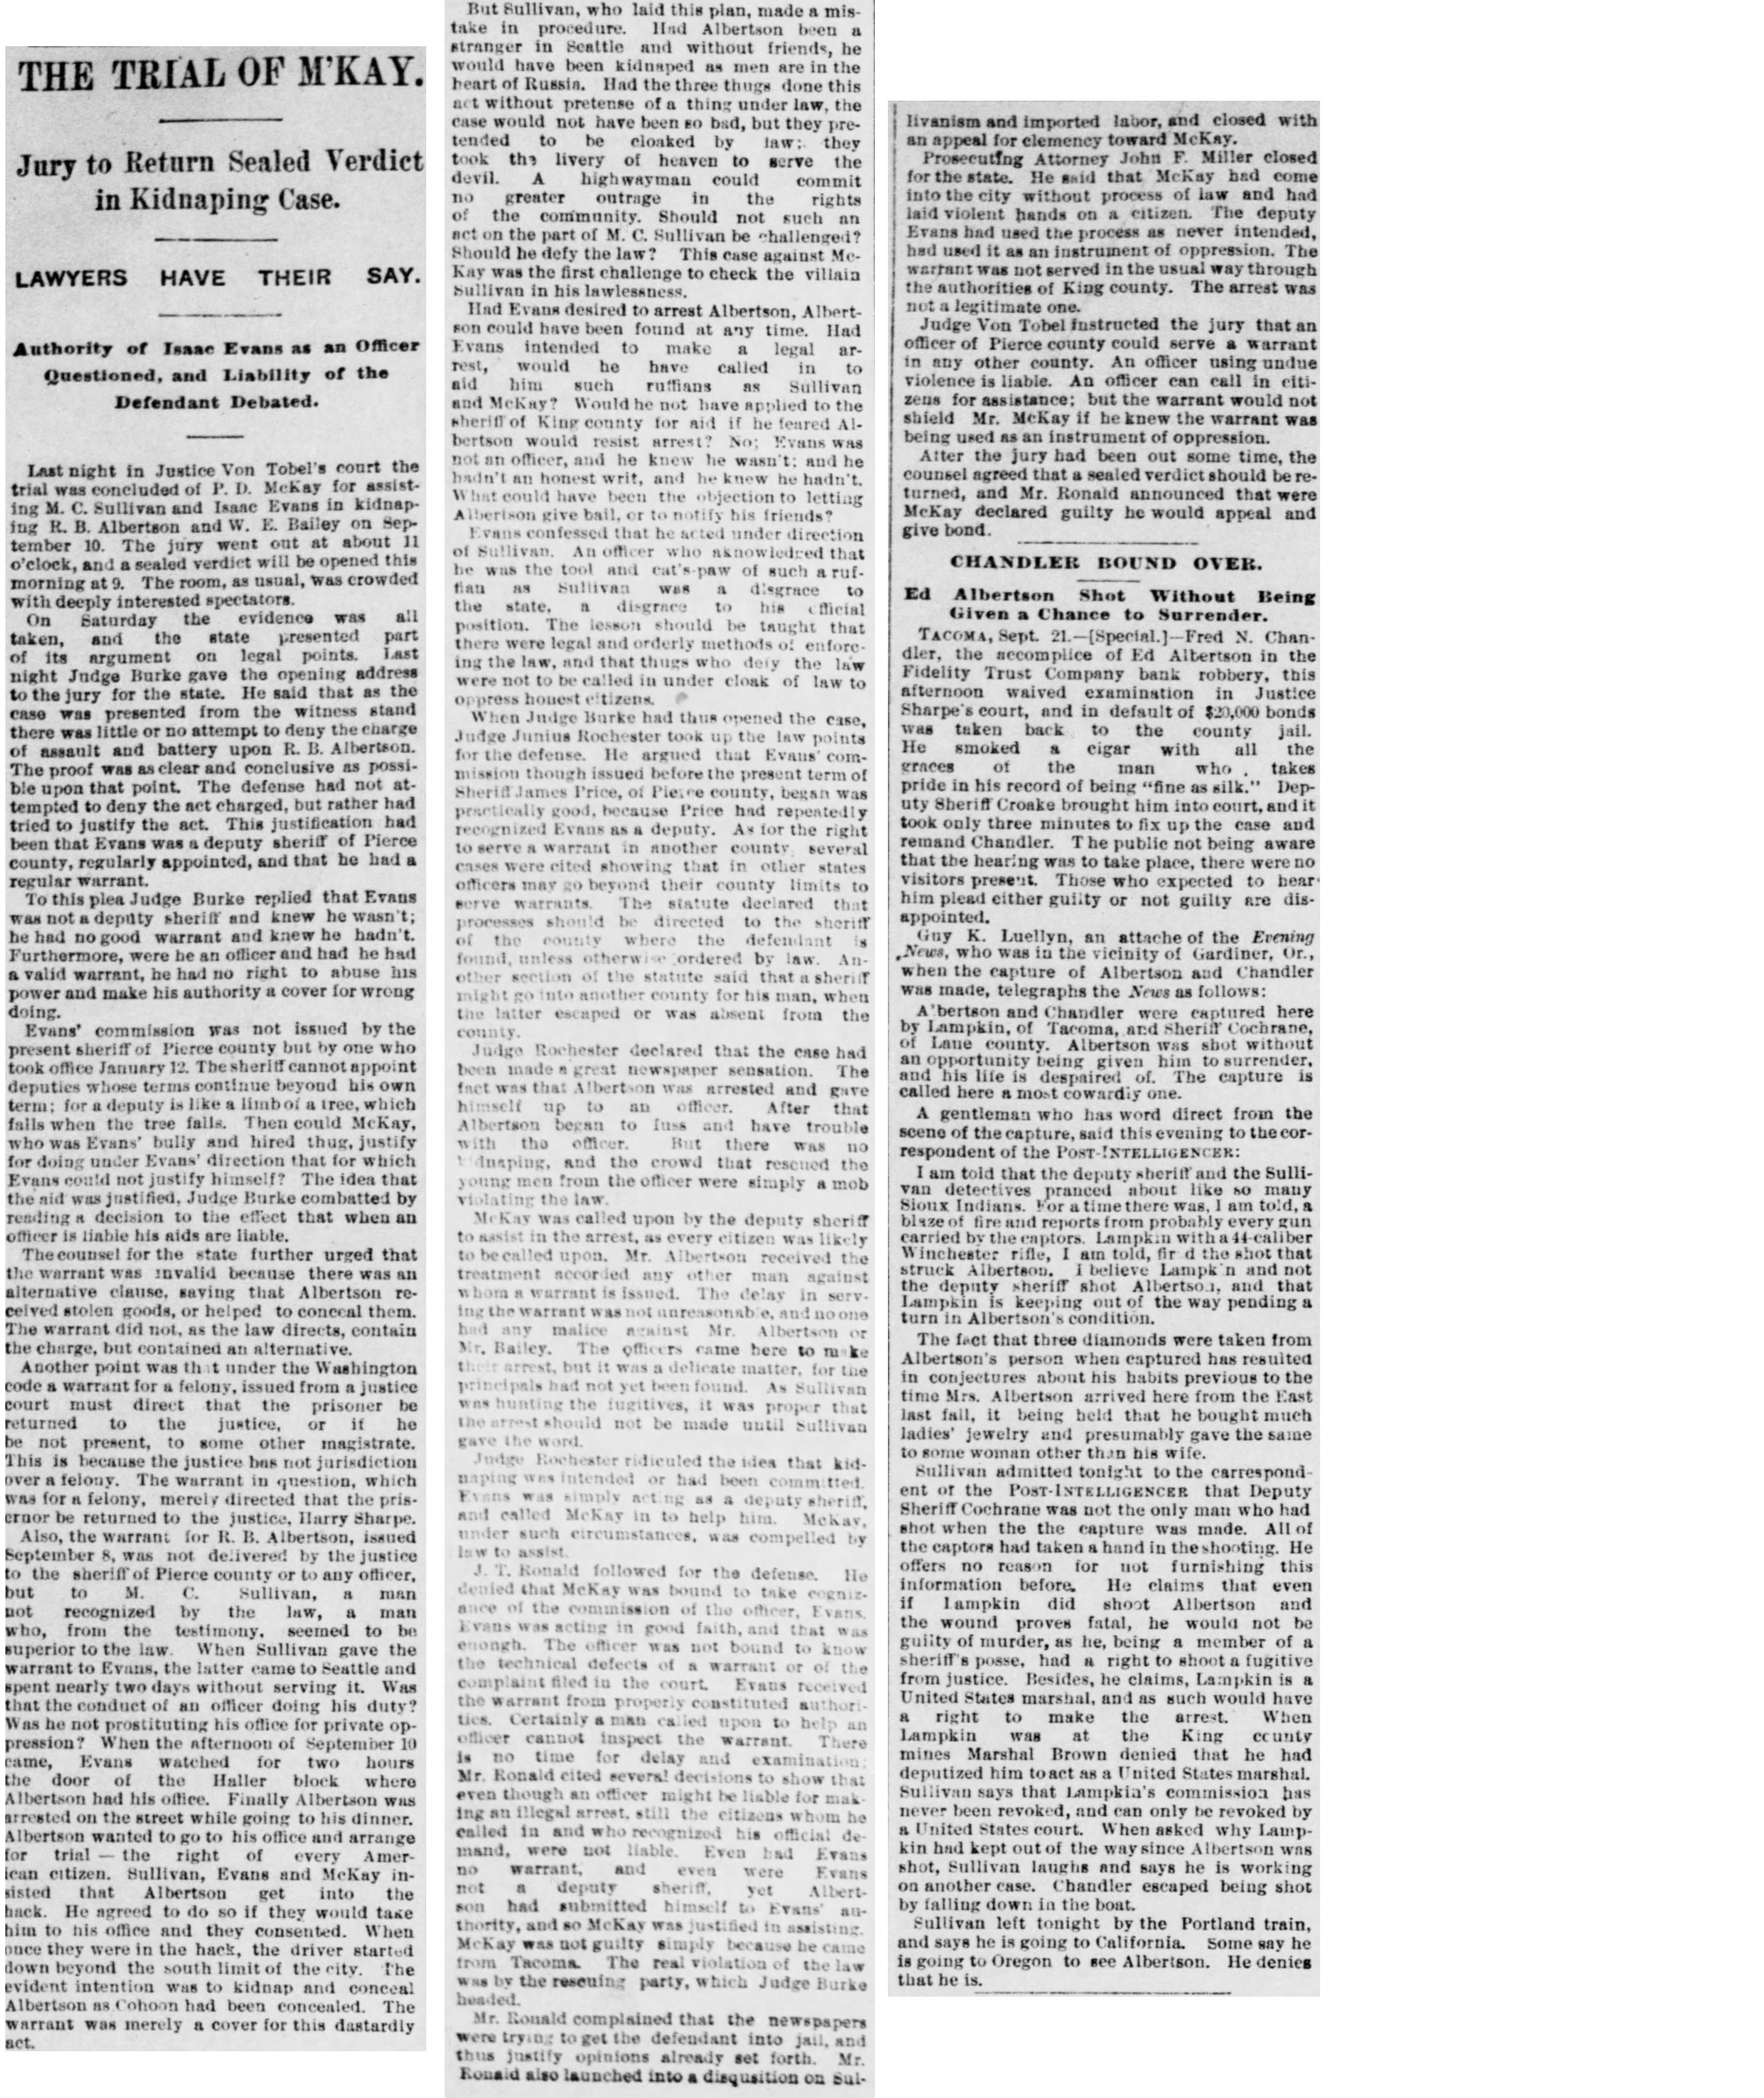 THE TRIAL OF M'KAY.
Jury to Return Sealed Verdict
in Kidnaping Case.
LAWYERS HAVE THEIR SAY.
Authority of Isaac Evans as an Officer
Questioned, and Liability of the
Defendant Debated.
Last night in Justice Von Tobel's court the
trial was concluded of P. D. McKay for assist-
ing M. C. Sullivan and Isaac Evans in kidnap-
ing R. B. Albertson and W. E. Bailey on Sep-
tember 10. The jury went out at about 11
o'clock, and a sealed verdict will be opened this
morning at 9. The room, as usual, was crowded
with deeply interested spectators.
On Saturday the evidence was all
taken, and the state presented part
of its argument on legal points. Last
night Judge Burke gave the opening address
to the jury for the state. He said that as the
case was presented from the witness stand
there was little or no attempt to deny the charge
of assault and battery upon R. B. Albertson.
The proof was as clear and conclusive as possi-
ble upon that point. The defense had not at-
tempted to deny the act charged, but rather had
tried to justify the act. This justification had
been that Evans was a deputy sheriff of Pierce
county, regularly appointed, and that he had a
regular warrant.
To this plea Judge Burke replied that Evans
was not a deputy sheriff and knew he wasn't;
he had no good warrant and knew he hadn't.
Furthermore, were he an officer and had he had
a valid warrant, he had no right to abuse his
power and make his authority a cover for wrong
doing.
Evans' commission was not issued by the
present sheriff of Pierce county but by one who
took office January 12. The sheriff cannot appoint
deputies whose terms continue beyond his own
term; for a deputy is like a limb of a tree, which
falls when the tree falls. Then could McKay,
who was Evans' bully and hired thug, justify
for doing under Evans' direction that for which
Evans could not justify himself? The idea that
the aid was justified, Judge Burke combatted by
reading a decision to the effect that when an
officer is liable his aids are liable.
The counsel for the state further urged that
the warrant was invalid because there was an
alternative clause, saying that Albertson re-
ceived stolen goods, or helped to conceal them.
The warrant did not, as the law directs, contain
the charge, but contained an alternative.
Another point was that under the Washington
code a warrant for a felony, issued from a justice
court must direct that the prisoner be
returned to the justice, or if he
be not present, to some other magistrate.
This is because the justice has not jurisdiction
over a felony. The warrant in question, which
was for a felony, merely directed that the pris-
ernor be returned to the justice, Harry Sharpe.
Also, the warrant for R. B. Albertson, issued
September 8, was not delivered by the justice
to the sheriff of Pierce county or to any officer,
but to M. C. Sullivan, a man
not recognized by the law, a man
who, from the testimony, seemed to be
superior to the law. When Sullivan gave the
warrant to Evans, the latter came to Seattle and
spent nearly two days without serving it. Was
that the conduct of an officer doing his duty?
Was he not prostituting his office for private op-
pression? When the afternoon of September 10
came, Evans watched for two hours
the door of the Haller block where
Albertson had his office. Finally Albertson was
arrested on the street while going to his dinner.
Albertson wanted to go to his office and arrange
for trial — the right of every Amer-
ican citizen. Sullivan, Evans and McKay in-
sisted that Albertson get into the
hack. He agreed to do so if they would take
him to his office and they consented. When
once they were in the hack, the driver started
down beyond the south limit of the city. The
evident intention was to kidnap and conceal
Albertson as Cohoon had been concealed. The
warrant was merely a cover for this dastardly
act.
But Sullivan, who laid this plan, made a mis-
take in procedure. Had Albertson been a
stranger in Seattle and without friends, he
would have been kidnaped as men are in the
heart of Russia. Had the three thugs done this
act without pretense of a thing under law, the
case would not have been so bad, but they pre-
tended to be cloaked by law; they
took the livery of heaven to serve the
devil. A highwayman could commit
no greater outrage in the rights
of the community. Should not such an
act on the part of M. C. Sullivan be challenged?
Should he defy the law? This case against Mc-
Kay was the first challenge to check the villain
Sullivan in his lawlessness.
Had Evans desired to arrest Albertson, Albert-
son could have been found at any time. Had
Evans intended to make a legal ar-
rest, would he have called in to
aid him such ruffians as Sullivan
and McKay? Would he not have applied to the
sheriff of King county for aid if he feared Al-
bertson would resist arrest? No; Evans was
not an officer, and he knew he wasn't; and he
hadn't an honest writ, and he knew he hadn't.
What could have been the objection to letting
Albertson give bail, or to notify his friends?
Evans confessed that he acted under direction
of Sullivan. An officer who aknowledged that
he was the tool and cat's-paw of such a ruf-
fian as Sullivan was a disgrace to
the state, a disgrace to his official
position. The lesson should be taught that
there were legal and orderly methods of enforc-
ing the law, and that thugs who defy the law
were not to be called in under cloak of law to
oppress honest citizens.
When Judge Burke had thus opened the case,
Judge Junius Rochester took up the law points
for the defense. He argued that Evans' com-
mission though issued before the present term of
Sheriff James Price, of Pierce county, began was
practically good, because Price had repeatedly
recognized Evans as a deputy. As for the right
to serve a warrant in another county several
cases were cited showing that in other states
officers may go beyond their county limits to
serve warrants. The statute declared that
processes should be directed to the sheriff
of the county where the defendant is
found, unless otherwise ordered by law. An-
other section of the statute said that a sheriff
might go into another county for his man, when
the latter escaped or was absent from the
county.
Judge Rochester declared that the case had
been made a great newspaper sensation. The
fact was that Albertson was arrested and gave
himself up to an officer. After that
Albertson began to fuss and have trouble
with the officer. But there was no
kidnaping, and the crowd that rescued the
young men from the officer were simply a mob
violating the law.
McKay was called upon by the deputy sheriff
to assist in the arrest, as every citizen was likely
to be called upon. Mr. Albertson received the
treatment accorded any other man against
whom a warrant is issued. The delay in serv-
ing the warrant was not unreasonable, and no one
had any malice against Mr. Albertson or
Mr. Bailey. The officers came here to make
their arrest, but it was a delicate matter, for the
principals had not yet been found. As Sullivan
was hunting the fugitives, it was proper that
the arrest should not be made until Sullivan
gave the word.
Judge Rochester ridiculed the idea that kid-
naping was intended or had been committed.
Evans was simply acting as a deputy sheriff,
and called McKay in to help him. McKay,
under such circumstances, was compelled by
law to assist.
J. T. Ronald followed for the defense. He
denied that McKay was bound to take cogniz-
ance of the commission of the officer, Evans.
Evans was acting in good faith, and that was
enough. The officer was not bound to know
the technical defects of a warrant or of the
complaint filed in the court. Evans received
the warrant from properly constituted authori-
ties. Certainly a man called upon to help an
officer cannot inspect the warrant. There
is no time for delay and examination.
Mr. Ronald cited several decisions to show that
even though an officer might be liable for mak-
ing an illegal arrest, still the citizens whom he
called in and who recognized his official de-
mand, were not liable. Even had Evans
no warrant, and even were Evans
not a deputy sheriff, yet Albert-
son had submitted himself to Evans' au-
thority, and so McKay was justified in assisting.
McKay was not guilty simply because he came
from Tacoma. The real violation of the law
was by the rescuing party, which Judge Burke
headed.
Mr. Ronald complained that the newspapers
were trying to get the defendant into jail, and
thus justify opinions already set forth. Mr.
Ronald also launched into a disqusition on Sul-
livanism and imported labor, and closed with
an appeal for clemency toward McKay.
Prosecuting Attorney John F. Miller closed
for the state. He said that McKay had come
into the city without process of law and had
laid violent hands on a citizen. The deputy
Evans had used the process as never intended,
had used it as an instrument of oppression. The
warrant was not served in the usual way through
the authorities of King county. The arrest was
not a legitimate one.
Judge Von Tobel instructed the jury that an
officer of Pierce county could serve a warrant
in any other county. An officer using undue
violence is liable. An officer can call in citi-
zens for assistance; but the warrant would not
shield Mr. McKay if he knew the warrant was
being used as an instrument of oppression.
After the jury had been out some time, the
counsel agreed that a sealed verdict should be re-
turned, and Mr. Ronald announced that were
McKay declared guilty he would appeal and
give bond.
CHANDLER BOUND OVER.
Ed Albertson Shot Without Being
Given a Chance to Surrender.
TACOMA, Sept. 21.—[Special.]—Fred N. Chan-
dler, the accomplice of Ed Albertson in the
Fidelity Trust Company bank robbery, this
afternoon waived examination in Justice
Sharpe's court, and in default of $20,000 bonds
was taken back to the county jail.
He smoked a cigar with all the
graces of the man who takes
pride in his record of being "fine as silk." Dep-
uty Sheriff Croake brought him into court, and it
took only three minutes to fix up the case and
remand Chandler. The public not being aware
that the hearing was to take place, there were no
visitors present. Those who expected to hear
him plead either guilty or not guilty are dis-
appointed.
Guy K. Luellyn, an attache of the Evening
News, who was in the vicinity of Gardiner, Or.,
when the capture of Albertson and Chandler
was made, telegraphs the News as follows:
Albertson and Chandler were captured here
by Lampkin, of Tacoma, and Sheriff Cochrane,
of Lane county. Albertson was shot without
an opportunity being given him to surrender,
and his life is despaired of. The capture is
called here a most cowardly one.
A gentleman who has word direct from the
scene of the capture, said this evening to the cor-
respondent of the POST-INTELLIGENCER:
I am told that the deputy sheriff and the Sulli-
van detectives pranced about like so many
Sioux Indians. For a time there was, I am told, a
blaze of fire and reports from probably every gun
carried by the captors. Lampkin with a 44-caliber
Winchester rifle, I am told, fir d the shot that
struck Albertson. I believe Lampk'n and not
the deputy sheriff shot Albertson, and that
Lampkin is keeping out of the way pending a
turn in Albertson's condition.
The fact that three diamonds were taken from
Albertson's person when captured has resulted
in conjectures about his habits previous to the
time Mrs. Albertson arrived here from the East
last fall, it being held that he bought much
ladies' jewelry and presumably gave the same
to some woman other than his wife.
Sullivan admitted tonight to the carrespond-
ent of the POST-INTELLIGENCER that Deputy
Sheriff Cochrane was not the only man who had
shot when the the capture was made. All of
the captors had taken a hand in the shooting. He
offers no reason for not furnishing this
information before. He claims that even
if Lampkin did shoot Albertson and
the wound proves fatal, he would not be
guilty of murder, as he, being a member of a
sheriff's posse, had a right to shoot a fugitive
from justice. Besides, he claims, Lampkin is a
United States marshal, and as such would have
a right to make the arrest. When
Lampkin was at the King county
mines Marshal Brown denied that he had
deputized him to act as a United States marshal.
Sullivan says that Lampkin's commission has
never been revoked, and can only be revoked by
a United States court. When asked why Lamp-
kin had kept out of the way since Albertson was
shot, Sullivan laughs and says he is working
on another case. Chandler escaped being shot
by falling down in the boat.
Sullivan left tonight by the Portland train,
and says he is going to California. Some say he
is going to Oregon to see Albertson. He denies
that he is.